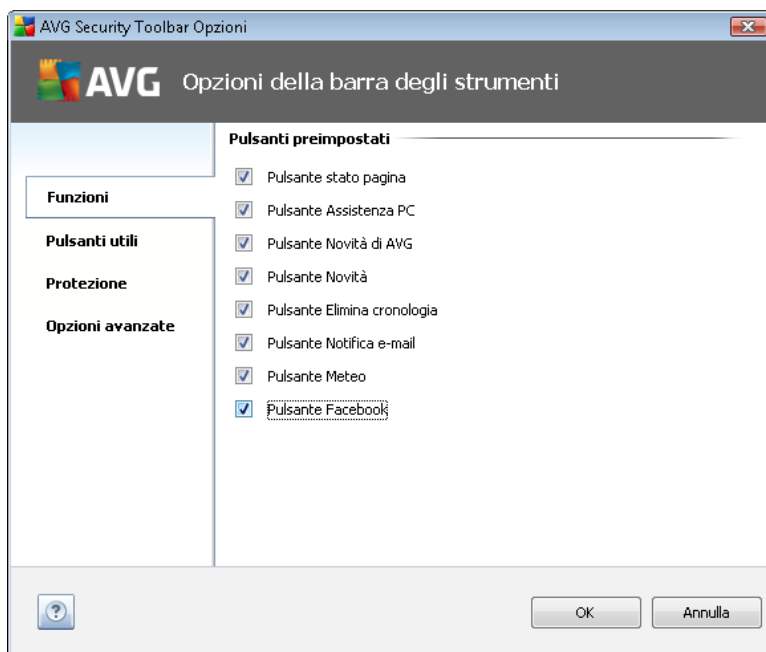 AVG Security Toolbar Opzioni
AVG Opzioni della barra degli strumenti
Funzioni
Pulsanti utili
Protezione
Opzioni avanzate
Pulsanti preimpostati
Pulsante stato pagina
Pulsante Assistenza PC
Pulsante Novità di AVG
Pulsante Novità
Pulsante Elimina cronologia
Pulsante Notifica e-mail
Pulsante Meteo
Pulsante Facebook
?
OK
Annulla